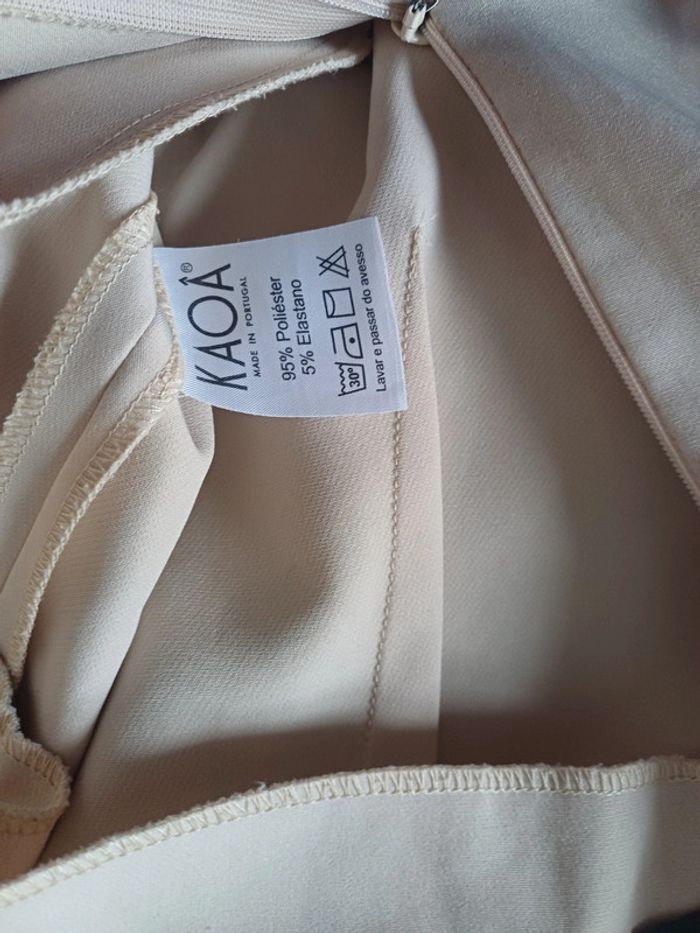 KAOÂ®
MADE IN PORTUGAL
95% Poliéster
5% Elastano
30°
Lavar e passar do avesso